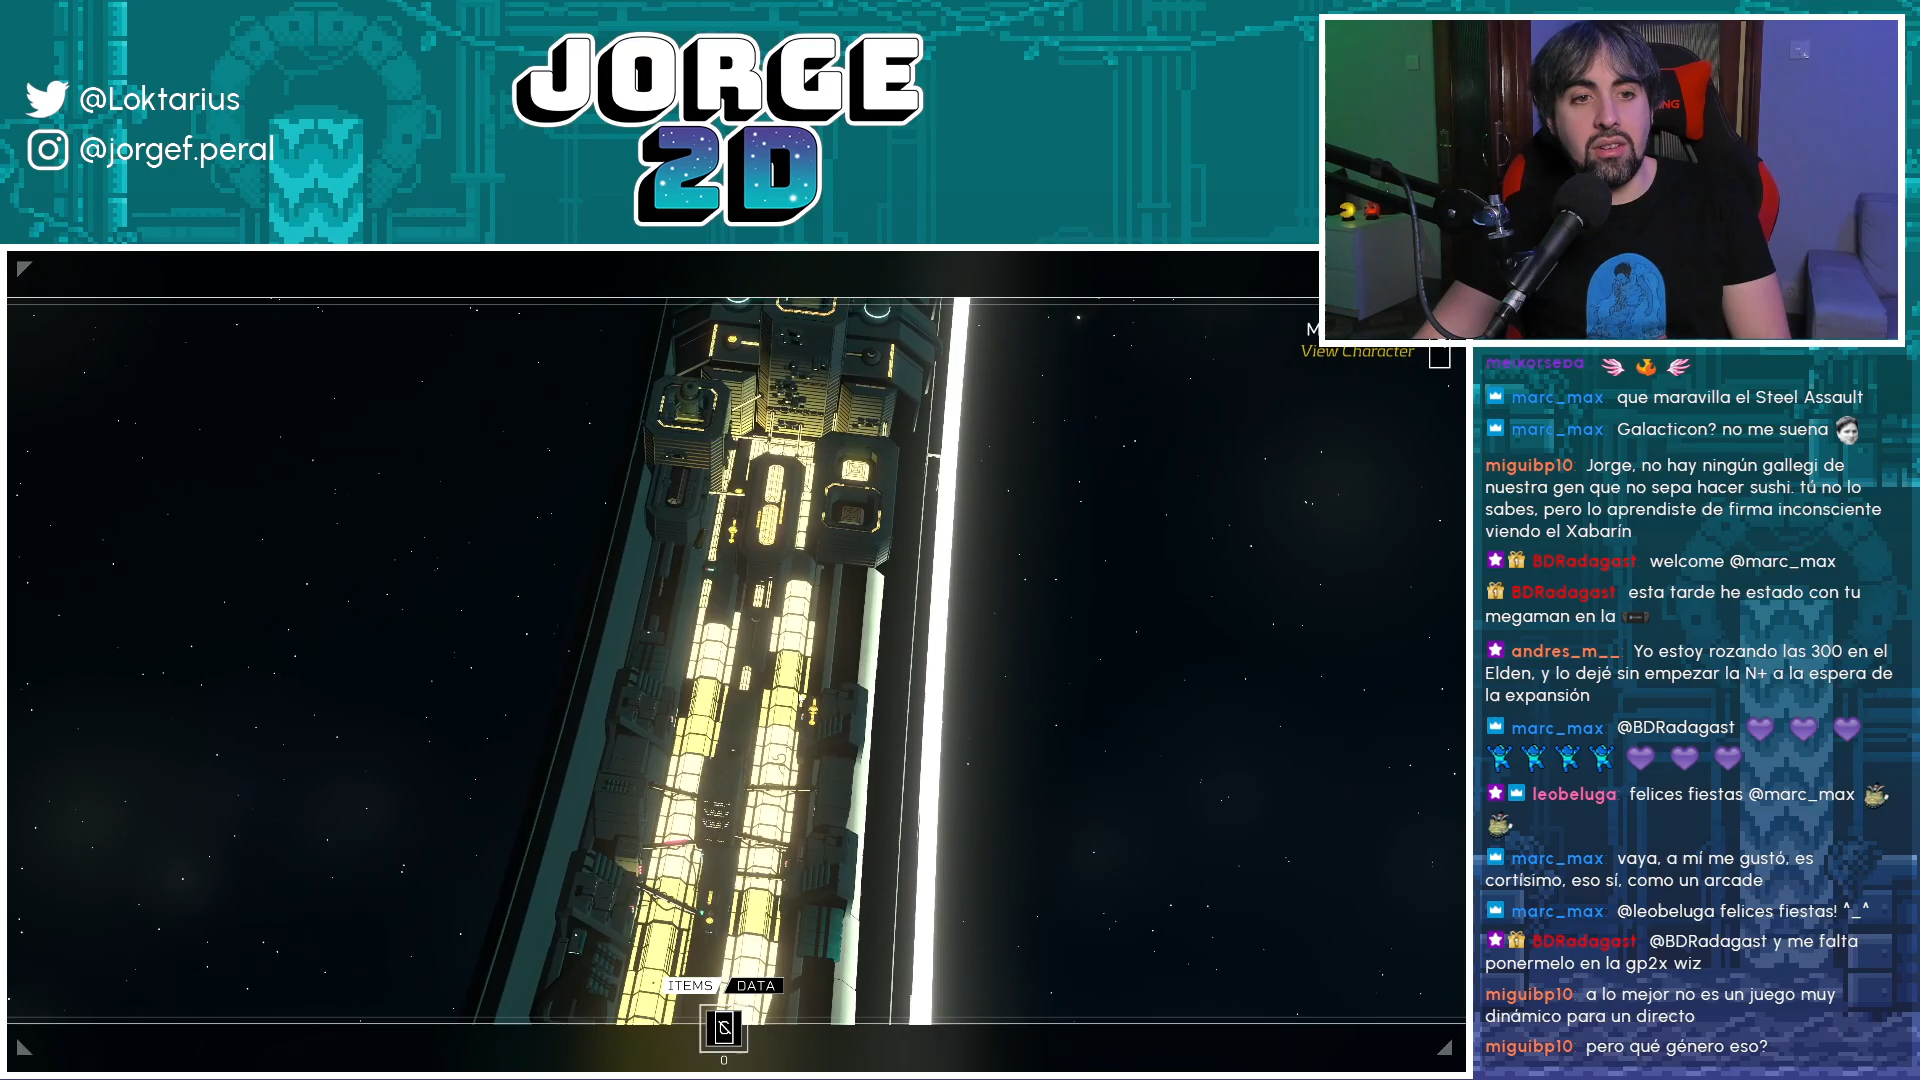 @Loktarius
@jorgef.peral
JORGE
2D
View Character
ITEMS
DATA
0
melkorseba
marc_max: que maravilla el Steel Assault
marc_max: Galacticon? no me suena
miguibp10: Jorge, no hay ningún gallegi de
nuestra gen que no sepa hacer sushi. tú no lo
sabes, pero lo aprendiste de firma inconsciente
viendo el Xabarín
BDRadagast: welcome @marc_max
BDRadagast: esta tarde he estado con tu
megaman en la
andres_m__: Yo estoy rozando las 300 en el
Elden, y lo dejé sin empezar la N+ a la espera de
la expansión
marc_max: @BDRadagast
leobeluga: felices fiestas @marc_max
marc_max: vaya, a mí me gustó, es
cortísimo, eso sí, como un arcade
marc_max: @leobeluga felices fiestas! ^_^
BDRadagast: @BDRadagast y me falta
ponermelo en la gp2x wiz
miguibp10: a lo mejor no es un juego muy
dinámico para un directo
miguibp10: pero qué género eso?